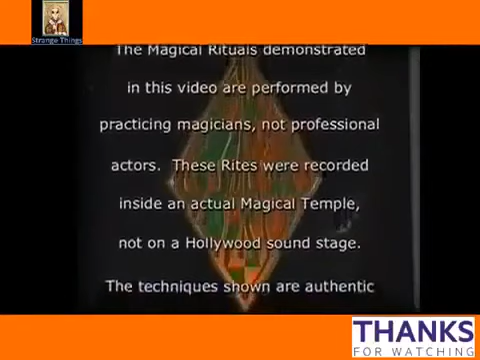 Strange Things
The Magical Rituals demonstrated
in this video are performed by
practicing magicians, not professional
actors. These Rites were recorded
inside an actual Magical Temple,
not on a Hollywood sound stage.
The techniques shown are authentic
THANKS
FOR WATCHING